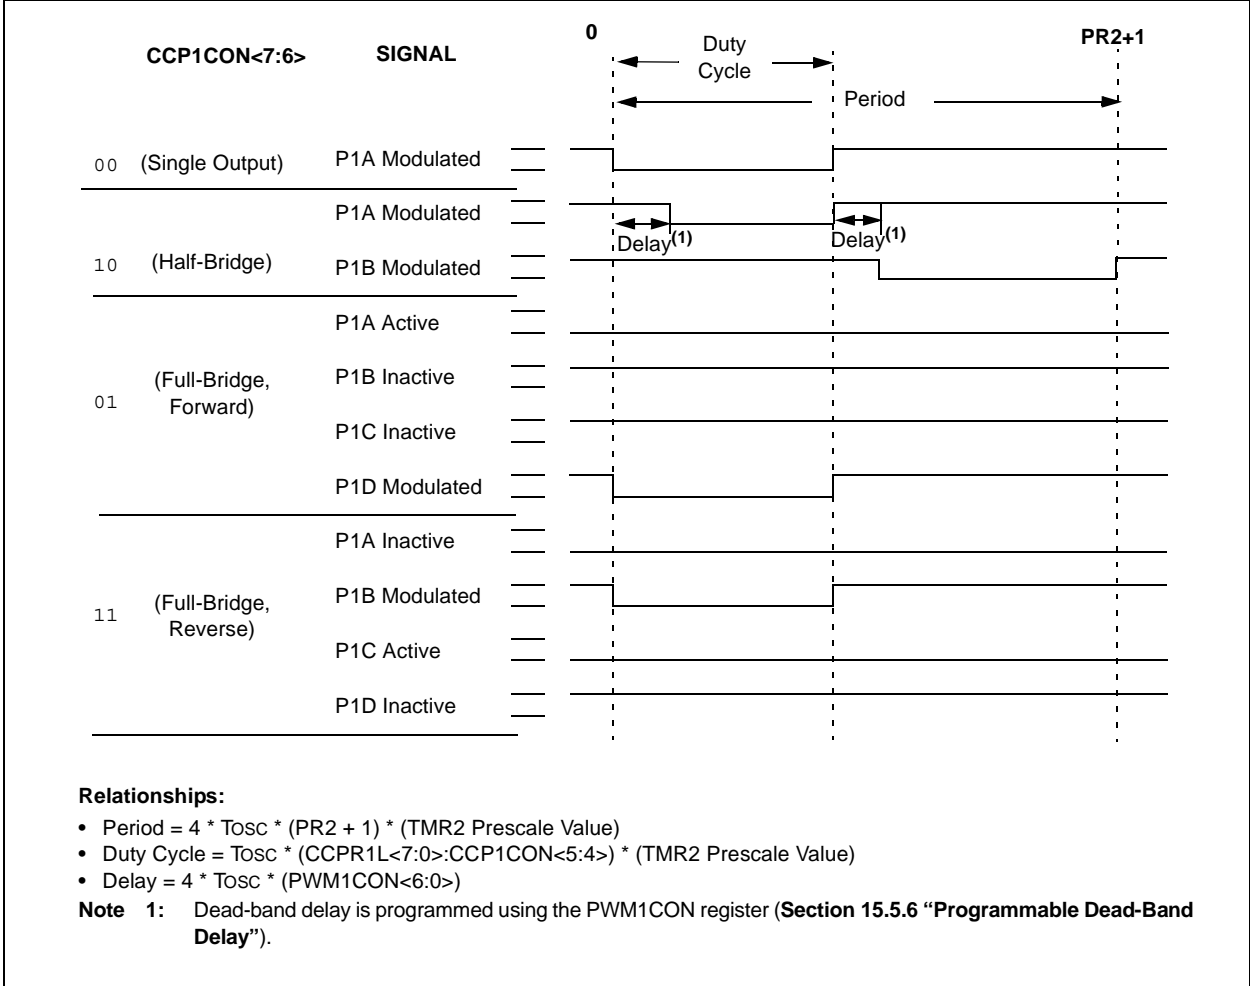 CCP1CON<7:6>
SIGNAL
0
Duty
Cycle
PR2+1
Period
00
(Single Output)
P1A Modulated
P1A Modulated
Delay(1)
Delay(1)
10
(Half-Bridge)
P1B Modulated
P1A Active
(Full-Bridge,
Forward)
01
P1B Inactive
P1C Inactive
P1D Modulated
P1A Inactive
(Full-Bridge,
Reverse)
11
P1B Modulated
P1C Active
P1D Inactive
Relationships:
• Period = 4 * TOSC * (PR2 + 1) * (TMR2 Prescale Value)
• Duty Cycle = TOSC * (CCPR1L<7:0>:CCP1CON<5:4>) * (TMR2 Prescale Value)
• Delay = 4 * TOSC * (PWM1CON<6:0>)
Note 1: Dead-band delay is programmed using the PWM1CON register (Section 15.5.6 “Programmable Dead-Band
Delay”).